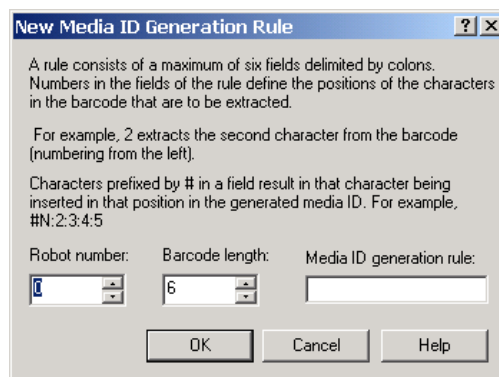 New Media ID Generation Rule
A rule consists of a maximum of six fields delimited by colons.
Numbers in the fields of the rule define the positions of the characters
in the barcode that are to be extracted.
For example, 2 extracts the second character from the barcode
(numbering from the left).
Characters prefixed by # in a field result in that character being
inserted in that position in the generated media ID. For example,
#N:2:3:4:5
Robot number: Barcode length: Media ID generation rule:
0 6
OK Cancel Help